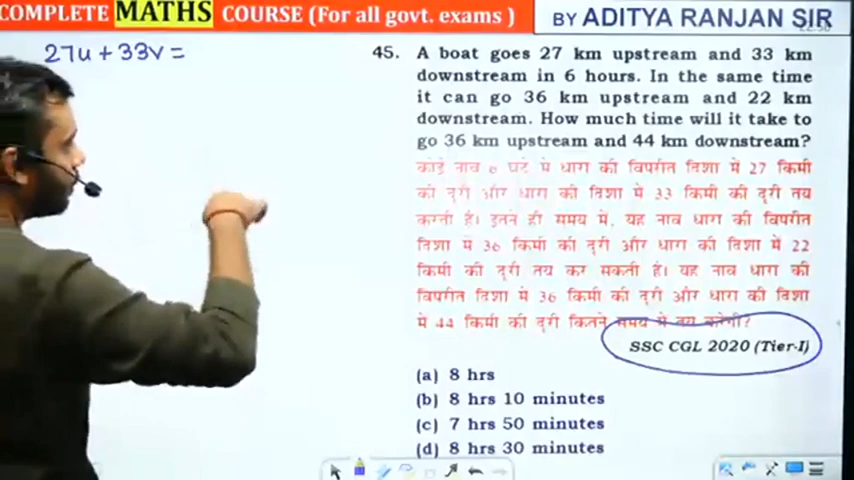 COMPLETE MATHS COURSE (For all govt. exams )
BY ADITYA RANJAN SIR
27u + 33v =
45. A boat goes 27 km upstream and 33 km
downstream in 6 hours. In the same time
it can go 36 km upstream and 22 km
downstream. How much time will it take to
go 36 km upstream and 44 km downstream?
कोई नाव 6 घंटे में धारा की विपरीत दिशा में 27 किमी
की दूरी और धारा की दिशा में 33 किमी की दूरी तय
करती है। इतने ही समय में, यह नाव धारा की विपरीत
दिशा में 36 किमी की दूरी और धारा की दिशा में 22
किमी की दूरी तय कर सकती है। यह नाव धारा की
विपरीत दिशा में 36 किमी की दूरी और धारा की दिशा
में 44 किमी की दूरी कितने समय में तय करेगी?
SSC CGL 2020 (Tier-I)
(a) 8 hrs
(b) 8 hrs 10 minutes
(c) 7 hrs 50 minutes
(d) 8 hrs 30 minutes